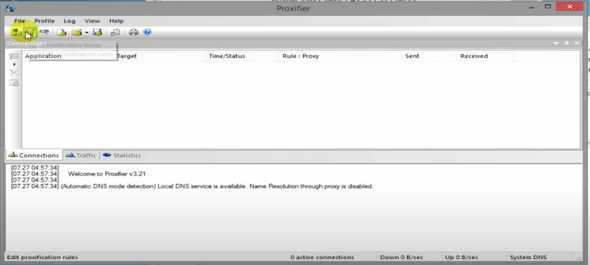 Proxifier
File Profile Log View Help
Application Target Time/Status Rule : Proxy Sent Received
Connections Traffic Statistics
[07.27 04:57:34]
[07.27 04:57:34] Welcome to Proxifier v3.21
[07.27 04:57:34]
[07.27 04:57:34] (Automatic DNS mode detection) Local DNS service is available. Name Resolution through proxy is disabled.
Edit proxification rules 0 active connections Down 0 B/sec Up 0 B/sec System DNS